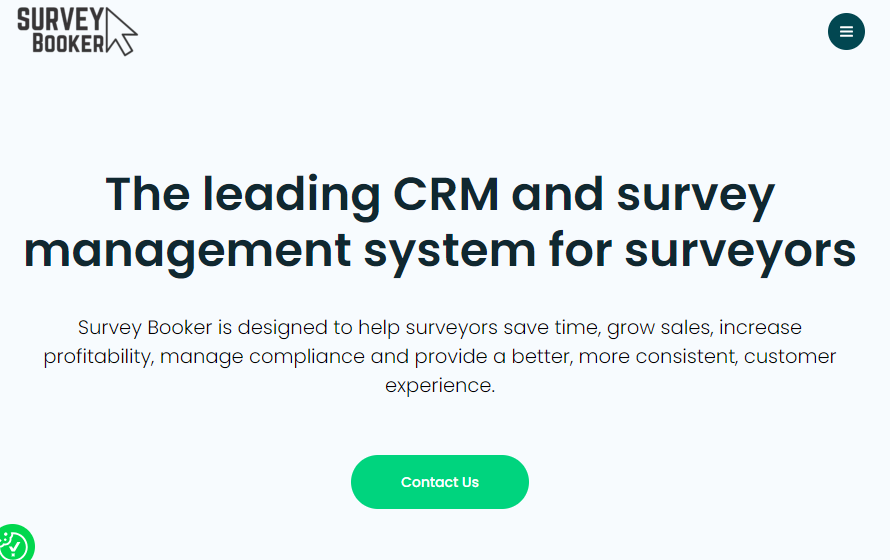 SURVEY
BOOKER
The leading CRM and survey
management system for surveyors
Survey Booker is designed to help surveyors save time, grow sales, increase
profitability, manage compliance and provide a better, more consistent, customer
experience.
Contact Us